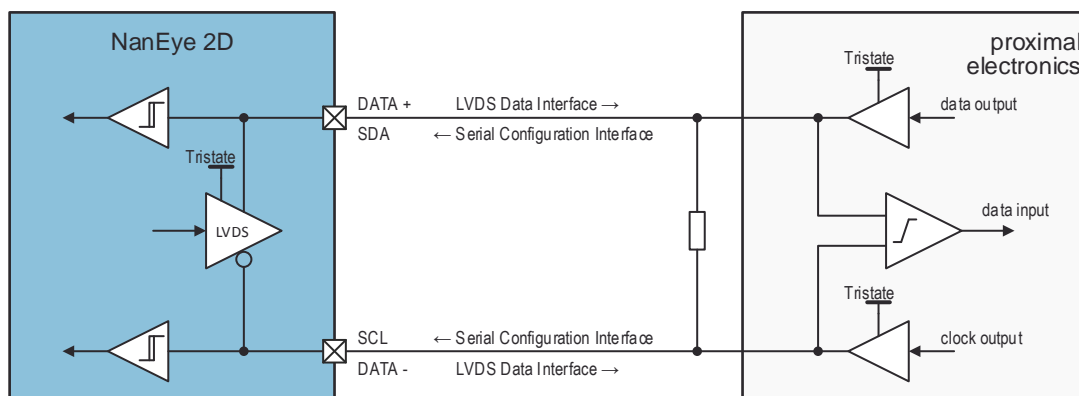 NanEye 2D
proximal
electronics
Tristate
DATA + LVDS Data Interface →
data output
SDA ← Serial Configuration Interface
Tristate
LVDS
data input
Tristate
SCL ← Serial Configuration Interface
clock output
DATA - LVDS Data Interface →